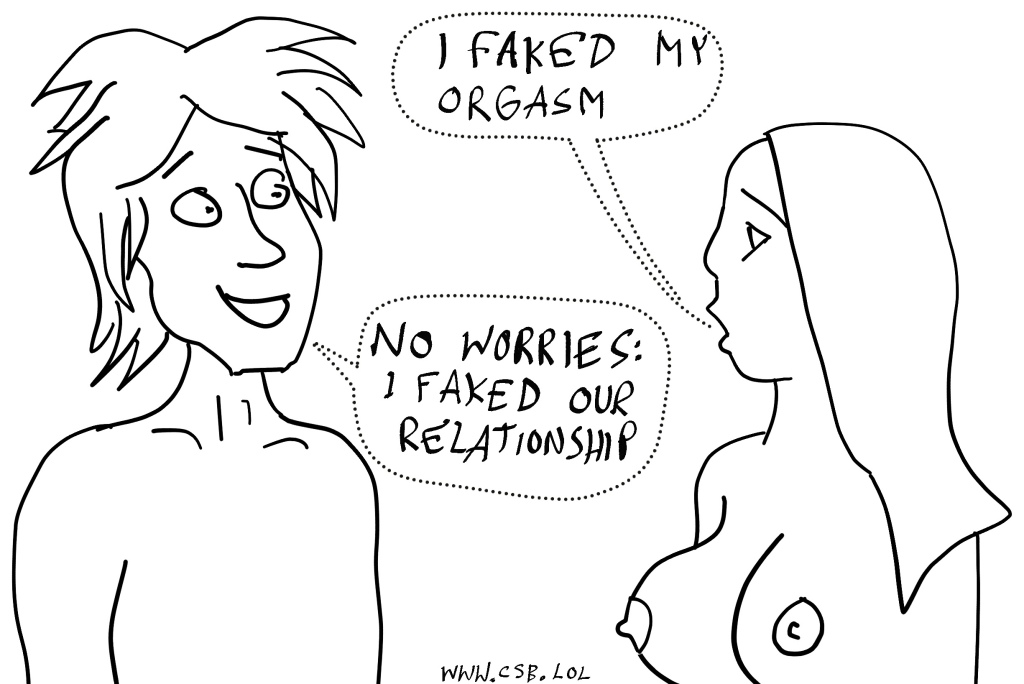 I FAKED MY
ORGASM
NO WORRIES:
I FAKED OUR
RELATIONSHIP
WWW.CSB.LOL